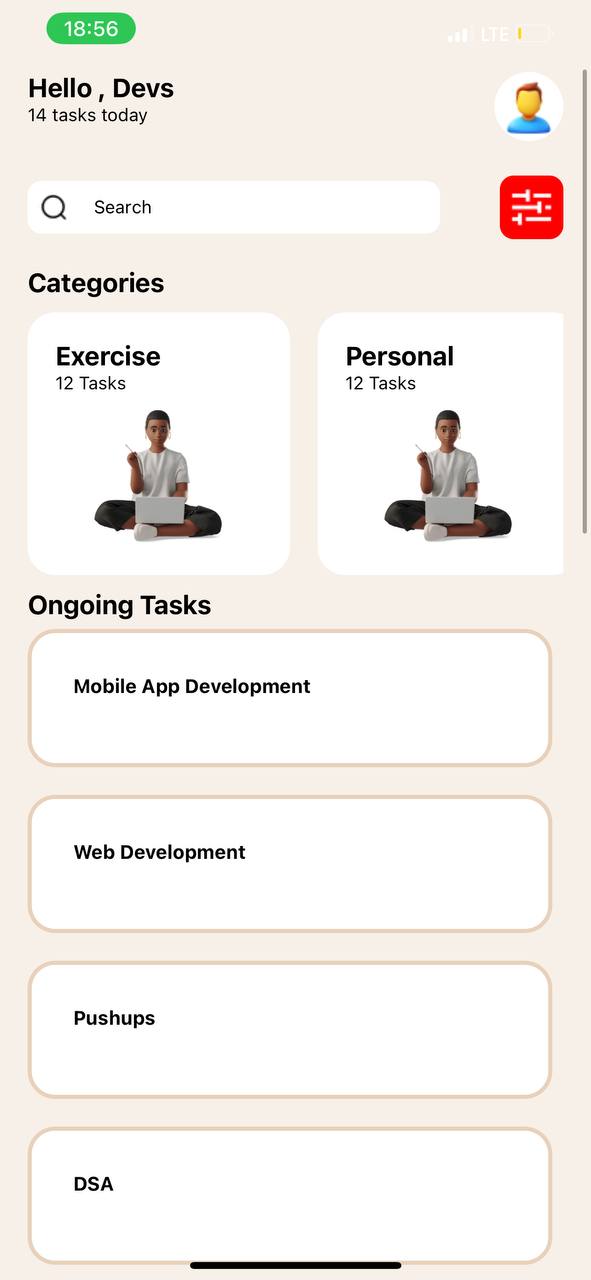 18:56
LTE
Hello , Devs
14 tasks today
Search
Categories
Exercise
12 Tasks
Personal
12 Tasks
Ongoing Tasks
Mobile App Development
Web Development
Pushups
DSA